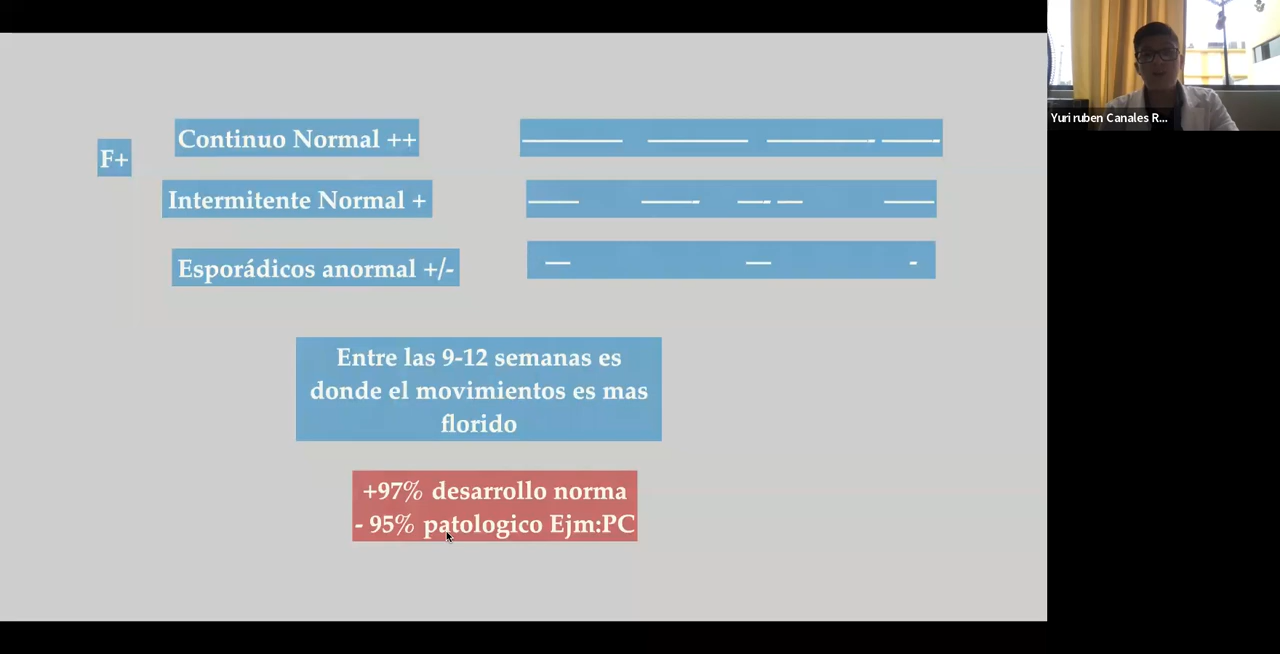 F+
Continuo Normal ++
Intermitente Normal +
Esporádicos anormal +/-
Entre las 9-12 semanas es
donde el movimientos es mas
florido
+97% desarrollo norma
- 95% patologico Ejm:PC
Yuri ruben Canales R...